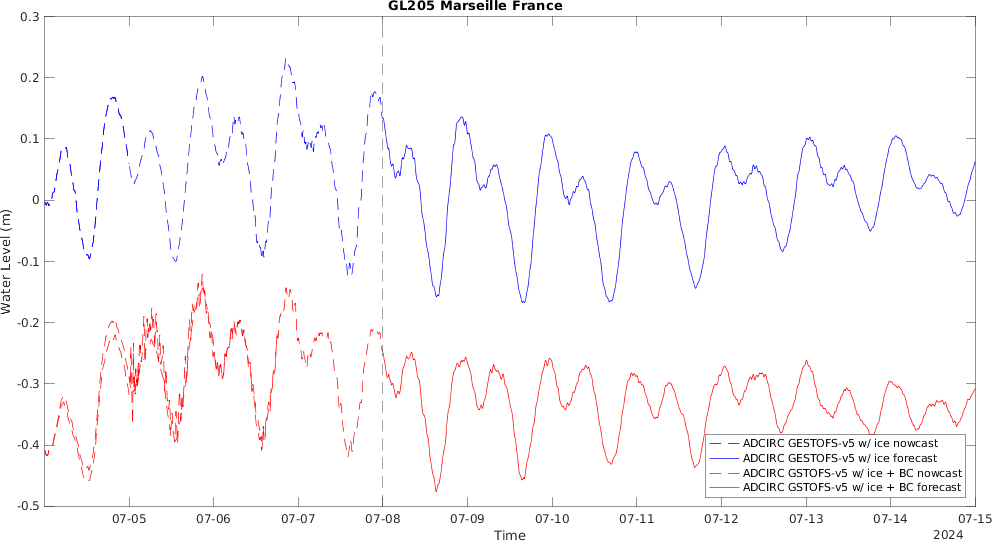 GL205 Marseille France
0.3
0.2
0.1
0
-0.1
-0.2
-0.3
-0.4
-0.5
Water Level (m)
ADCIRC GESTOFS-v5 w/ ice nowcast
ADCIRC GESTOFS-v5 w/ ice forecast
ADCIRC GSTOFS-v5 w/ ice + BC nowcast
ADCIRC GSTOFS-v5 w/ ice + BC forecast
07-05 07-06 07-07 07-08 07-09 07-10 07-11 07-12 07-13 07-14 07-15
Time
2024